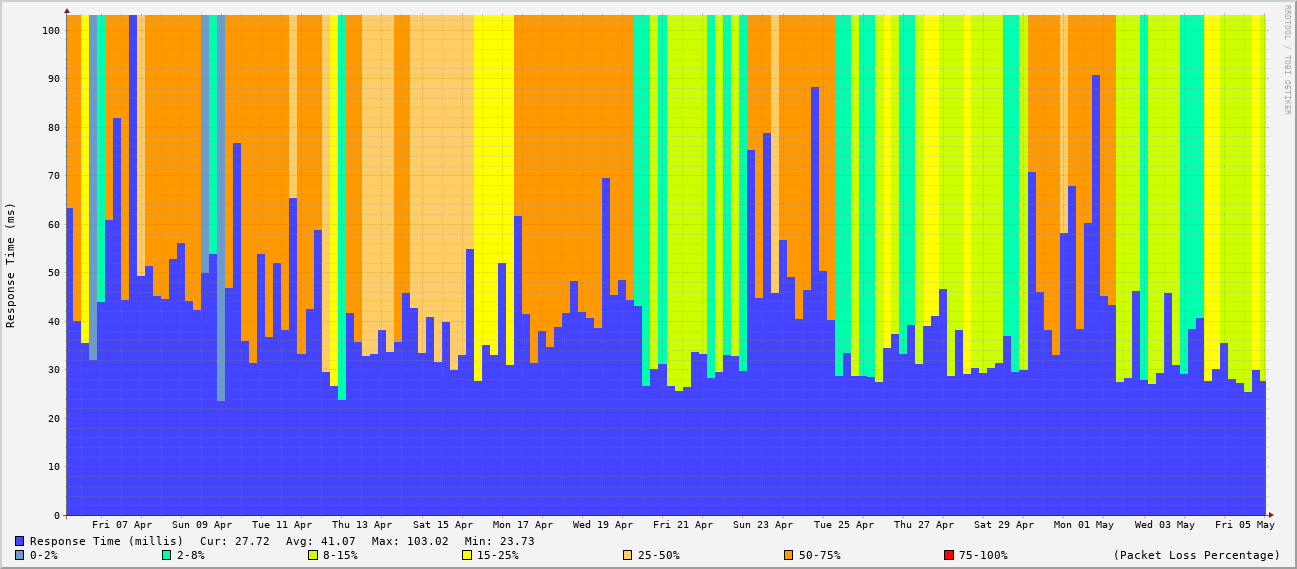 RRDTOOL / TOBI OETIKER
Response Time (ms)
100
90
80
70
60
50
40
30
20
10
0
Fri 07 Apr Sun 09 Apr Tue 11 Apr Thu 13 Apr Sat 15 Apr Mon 17 Apr Wed 19 Apr Fri 21 Apr Sun 23 Apr Tue 25 Apr Thu 27 Apr Sat 29 Apr Mon 01 May Wed 03 May Fri 05 May
Response Time (millis) Cur: 27.72 Avg: 41.07 Max: 103.02 Min: 23.73
0-2% 2-8% 8-15% 15-25% 25-50% 50-75% 75-100% (Packet Loss Percentage)